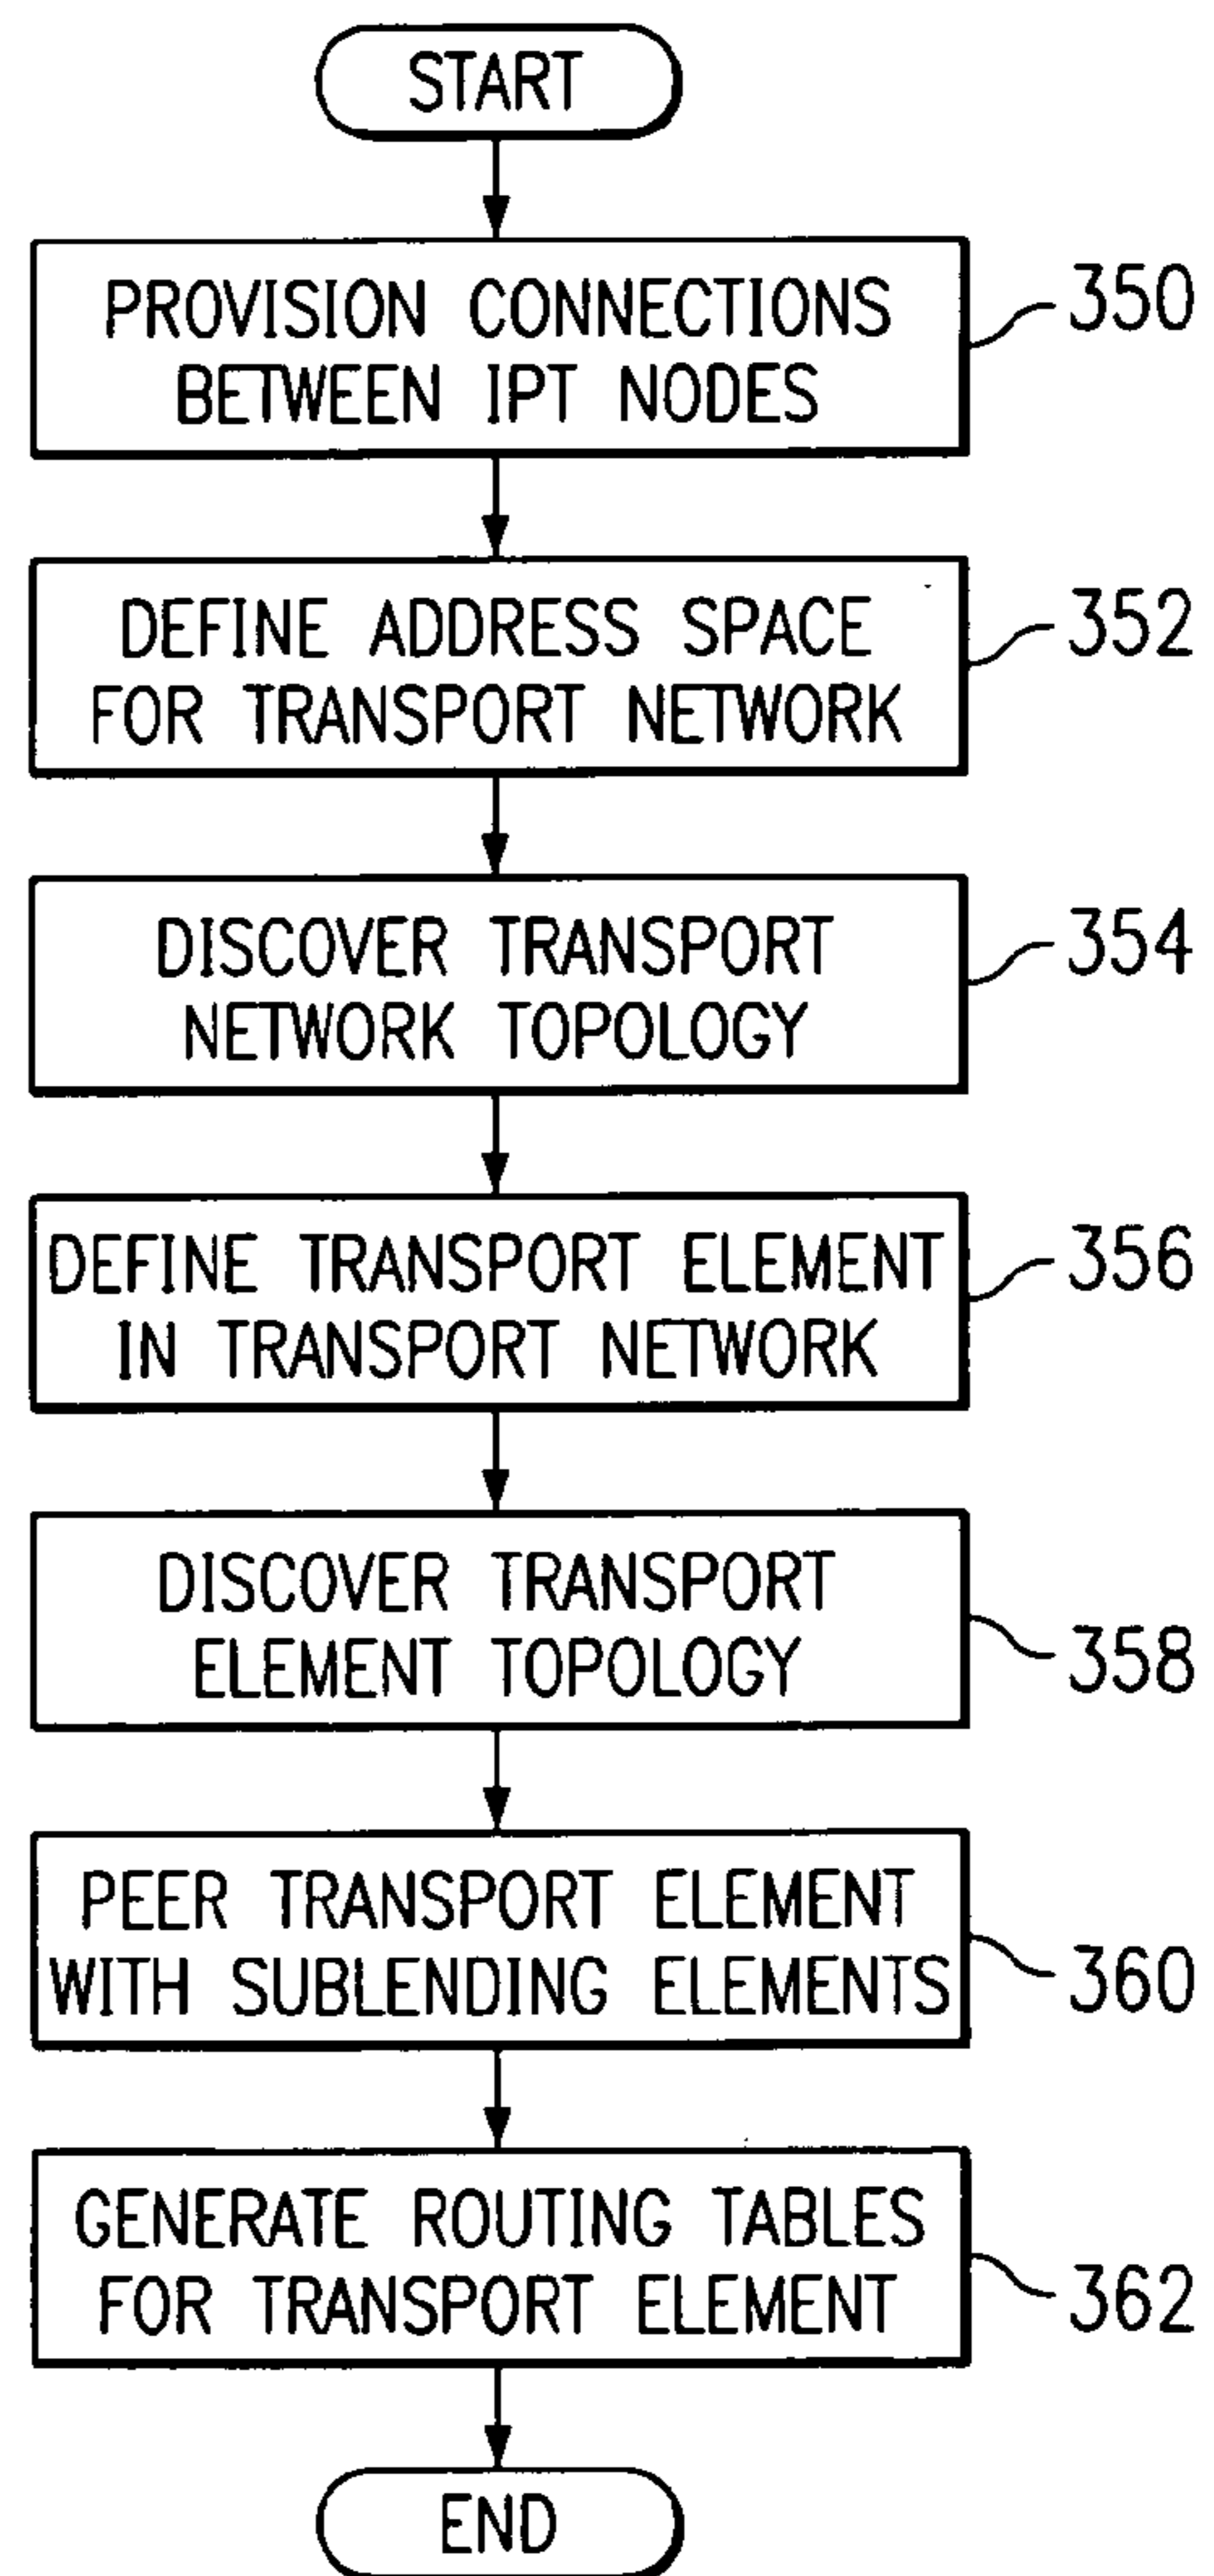 START
PROVISION CONNECTIONS
BETWEEN IPT NODES
350
DEFINE ADDRESS SPACE
FOR TRANSPORT NETWORK
352
DISCOVER TRANSPORT
NETWORK TOPOLOGY
354
DEFINE TRANSPORT ELEMENT
IN TRANSPORT NETWORK
356
DISCOVER TRANSPORT
ELEMENT TOPOLOGY
358
PEER TRANSPORT ELEMENT
WITH SUBLENDING ELEMENTS
360
GENERATE ROUTING TABLES
FOR TRANSPORT ELEMENT
362
END